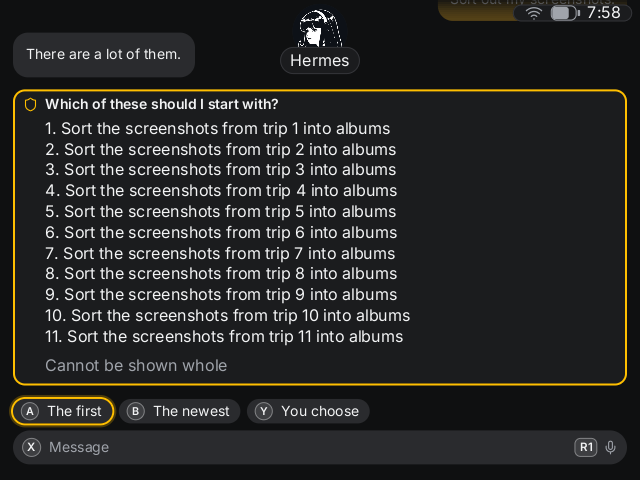 Sort out my screenshots.
7:58
There are a lot of them.
Hermes
Which of these should I start with?
1. Sort the screenshots from trip 1 into albums
2. Sort the screenshots from trip 2 into albums
3. Sort the screenshots from trip 3 into albums
4. Sort the screenshots from trip 4 into albums
5. Sort the screenshots from trip 5 into albums
6. Sort the screenshots from trip 6 into albums
7. Sort the screenshots from trip 7 into albums
8. Sort the screenshots from trip 8 into albums
9. Sort the screenshots from trip 9 into albums
10. Sort the screenshots from trip 10 into albums
11. Sort the screenshots from trip 11 into albums
Cannot be shown whole
A The first
B The newest
Y You choose
X Message
R1